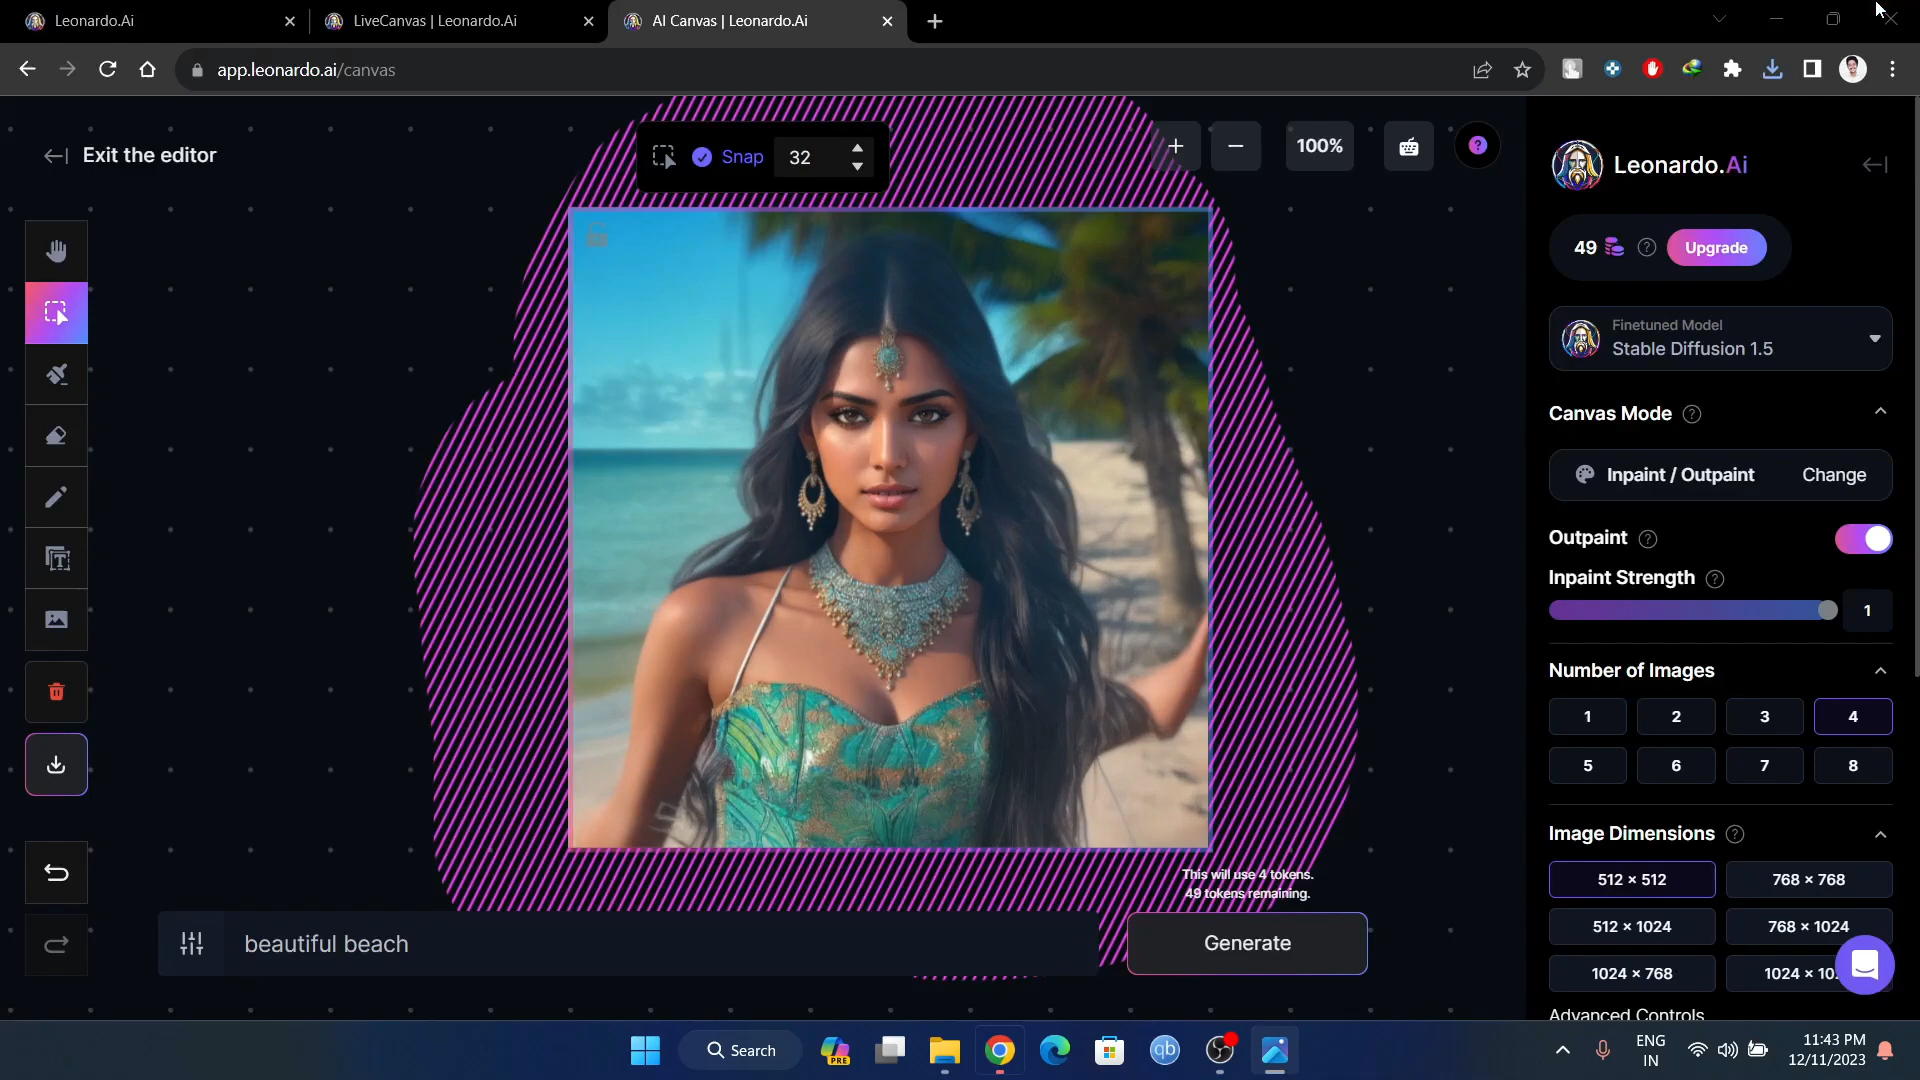 Leonardo.Ai
LiveCanvas | Leonardo.Ai
AI Canvas | Leonardo.Ai
app.leonardo.ai/canvas
Exit the editor
Snap
32
100%
Leonardo.Ai
49
Upgrade
Finetuned Model
Stable Diffusion 1.5
Canvas Mode
Inpaint / Outpaint
Change
Outpaint
Inpaint Strength
1
Number of Images
1
2
3
4
5
6
7
8
Image Dimensions
512 × 512
768 × 768
512 × 1024
768 × 1024
1024 × 768
1024 × 10
Advanced Controls
This will use 4 tokens.
49 tokens remaining.
beautiful beach
Generate
Search
PRE
qb
ENG
IN
11:43 PM
12/11/2023